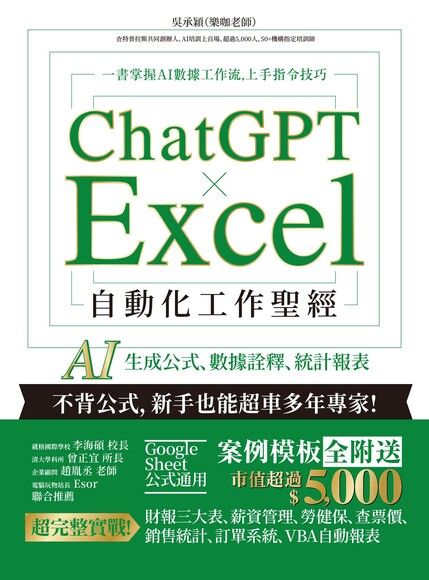 吳承穎(樂咖老師)
查特普拉斯共同創辦人、AI培訓上百場、超過5,000人、50+機構指定培訓師
一書掌握AI數據工作流,上手指令技巧
ChatGPT
×
Excel
自動化工作聖經
AI 生成公式、數據詮釋、統計報表
不背公式,新手也能超車多年專家!
葳格國際學校 李海碩 校長
清大學科所 曾正宜 所長
企業顧問 趙胤丞 老師
電腦玩物站長 Esor
聯合推薦
Google
Sheet
公式通用
案例模板全附送
市值超過
$5,000
超完整實戰!
財報三大表、薪資管理、勞健保、查票價、
銷售統計、訂單系統、VBA自動報表